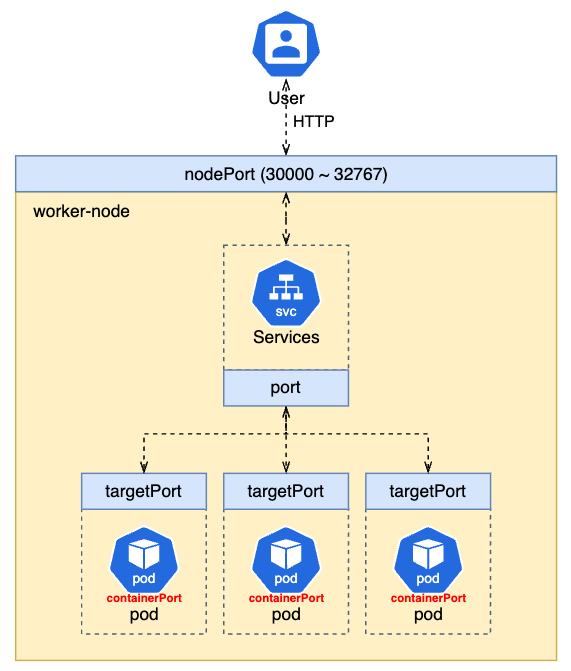 User
HTTP
nodePort (30000 ~ 32767)
worker-node
svc
Services
port
targetPort
targetPort
targetPort
pod
pod
pod
containerPort
containerPort
containerPort
pod
pod
pod